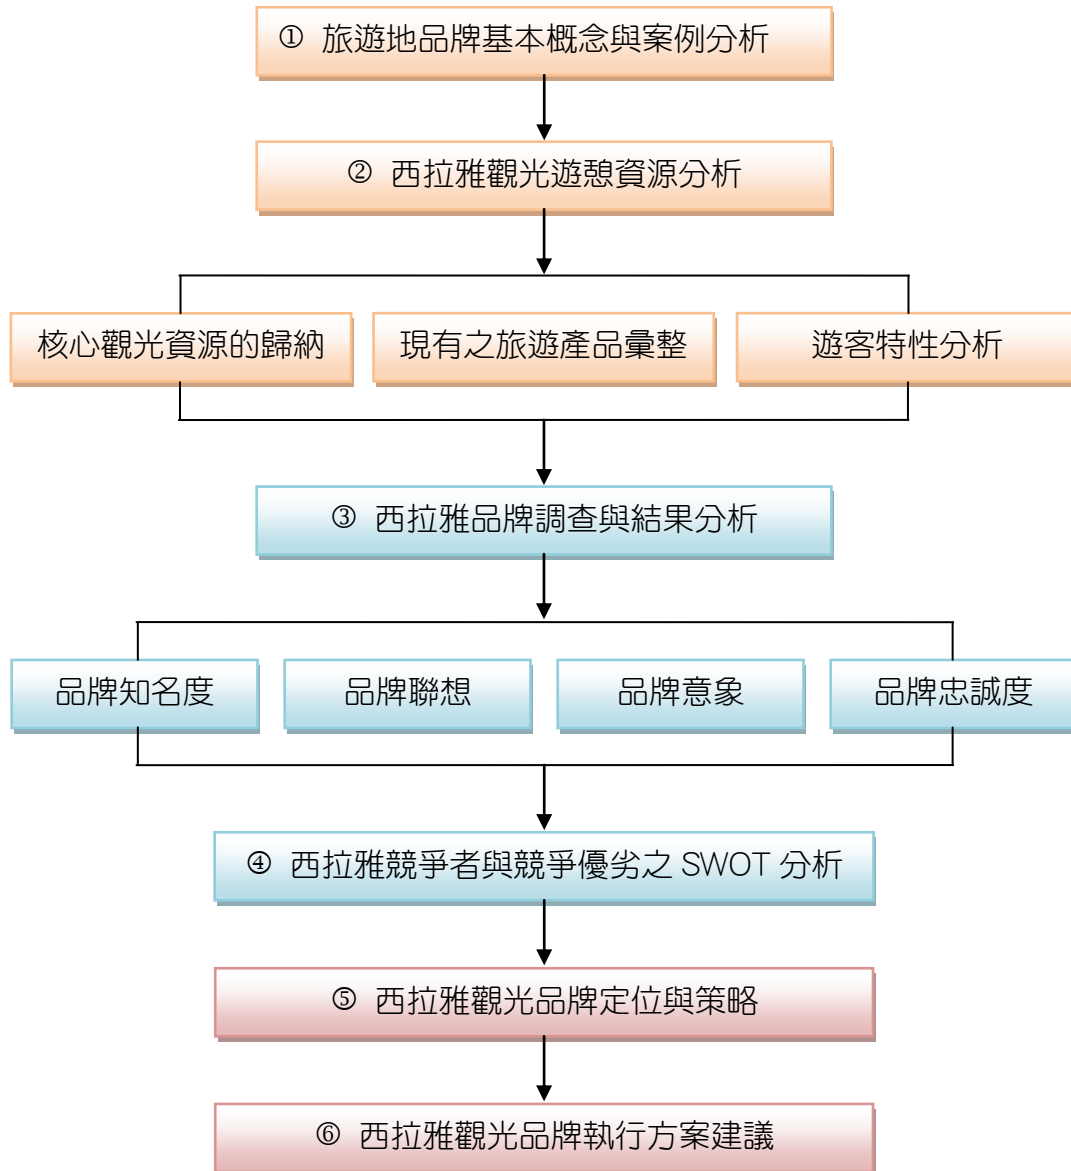 ① 旅遊地品牌基本概念與案例分析
② 西拉雅觀光遊憩資源分析
核心觀光資源的歸納
現有之旅遊產品彙整
遊客特性分析
③ 西拉雅品牌調查與結果分析
品牌知名度
品牌聯想
品牌意象
品牌忠誠度
④ 西拉雅競爭者與競爭優劣之 SWOT 分析
⑤ 西拉雅觀光品牌定位與策略
⑥ 西拉雅觀光品牌執行方案建議